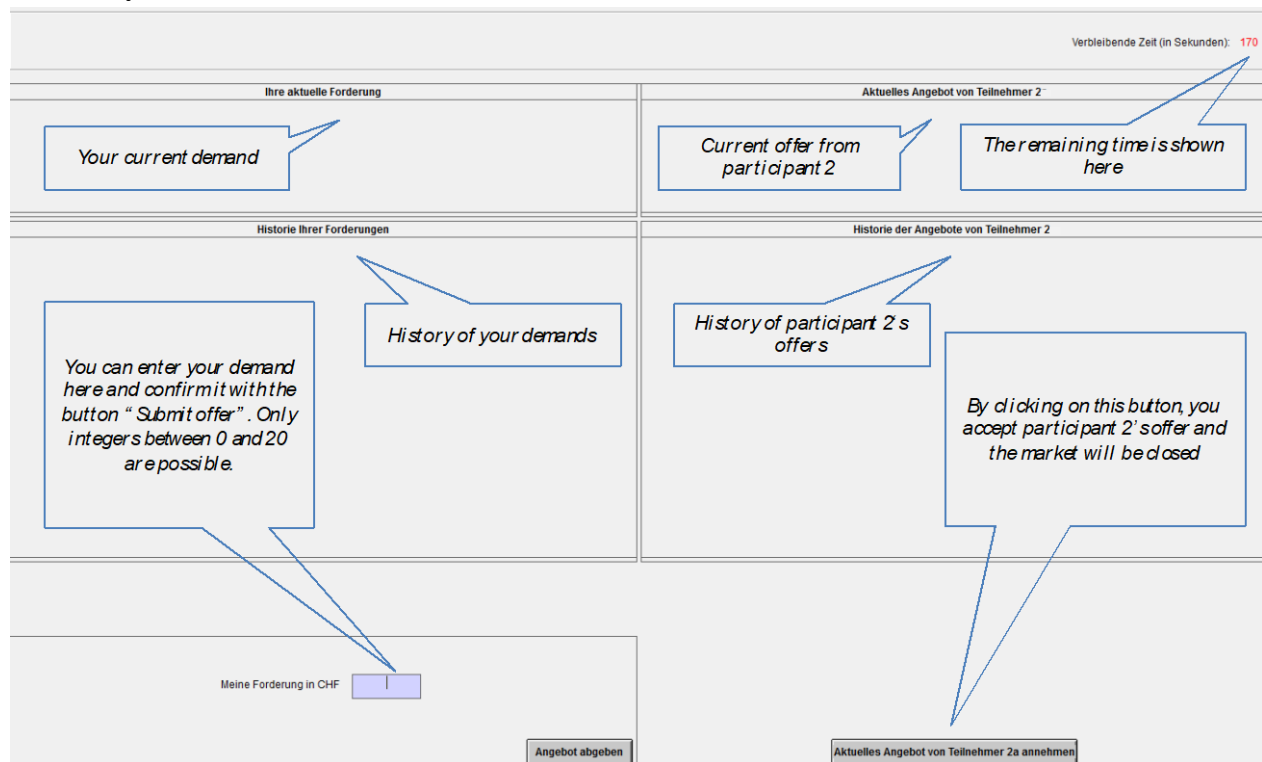 Verbleibende Zeit (in Sekunden): 170
Ihre aktuelle Forderung
Aktuelles Angebot von Teilnehmer 2
Your current demand
Current offer from
participant 2
The remaining time is shown
here
Historie Ihrer Forderungen
Historie der Angebote von Teilnehmer 2
You can enter your demand
here and confirm it with the
button “ Submit offer” . Only
integers between 0 and 20
are possible.
History of your demands
History of participant 2‘s
offers
By clicking on this button, you
accept participant 2’s offer and
the market will be closed
Meine Forderung in CHF
Angebot abgeben
Aktuelles Angebot von Teilnehmer 2a annehmen